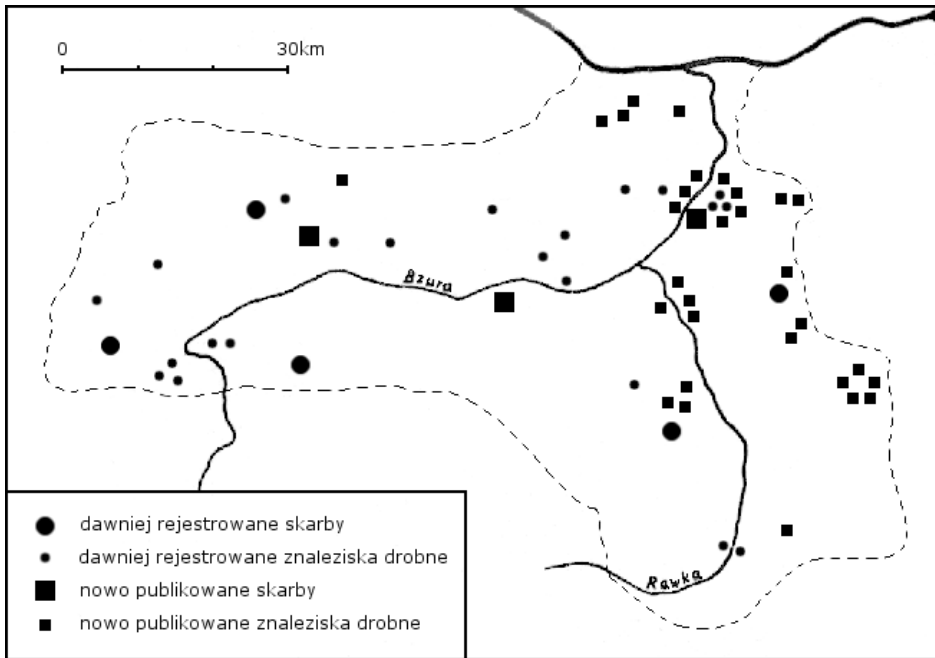 0 30km
Bzura
Rawka
dawniej rejestrowane skarby
dawniej rejestrowane znaleziska drobne
nowo publikowane skarby
nowo publikowane znaleziska drobne